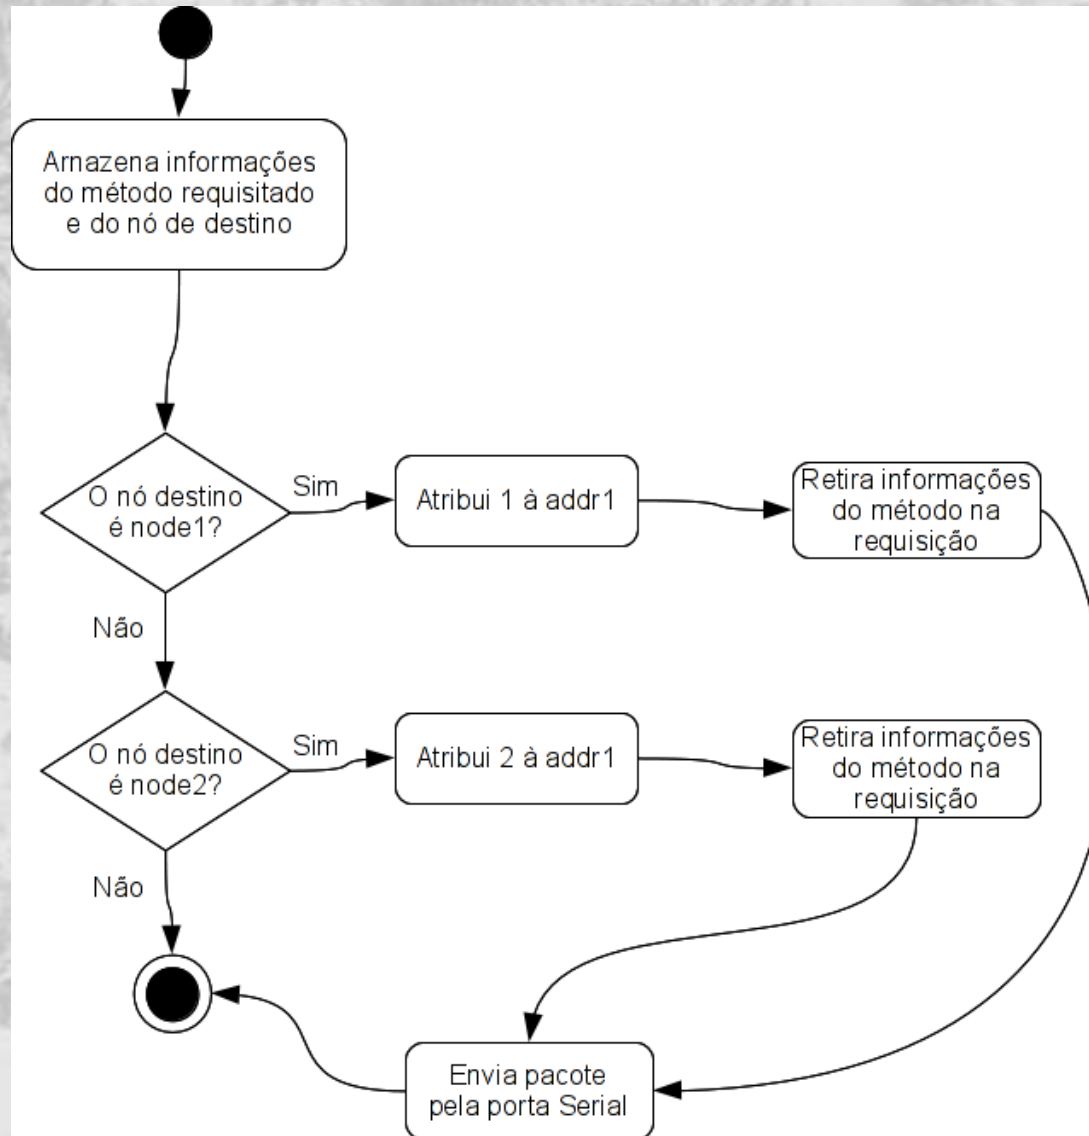 Armazena informações
do método requisitado
e do nó de destino
O nó destino
é node1?
Sim
Atribui 1 à addr1
Retira informações
do método na
requisição
Não
O nó destino
é node2?
Sim
Atribui 2 à addr1
Retira informações
do método na
requisição
Não
Envia pacote
pela porta Serial